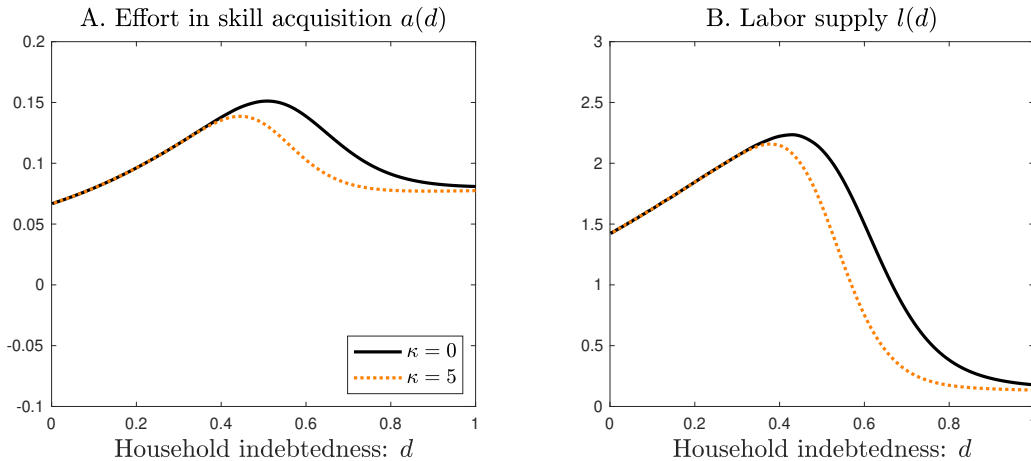 A. Effort in skill acquisition a(d)
0.2
0.15
0.1
0.05
0
-0.05
-0.1
κ = 0
κ = 5
0 0.2 0.4 0.6 0.8 1
Household indebtedness: d
B. Labor supply l(d)
3
2.5
2
1.5
1
0.5
0
0 0.2 0.4 0.6 0.8 1
Household indebtedness: d